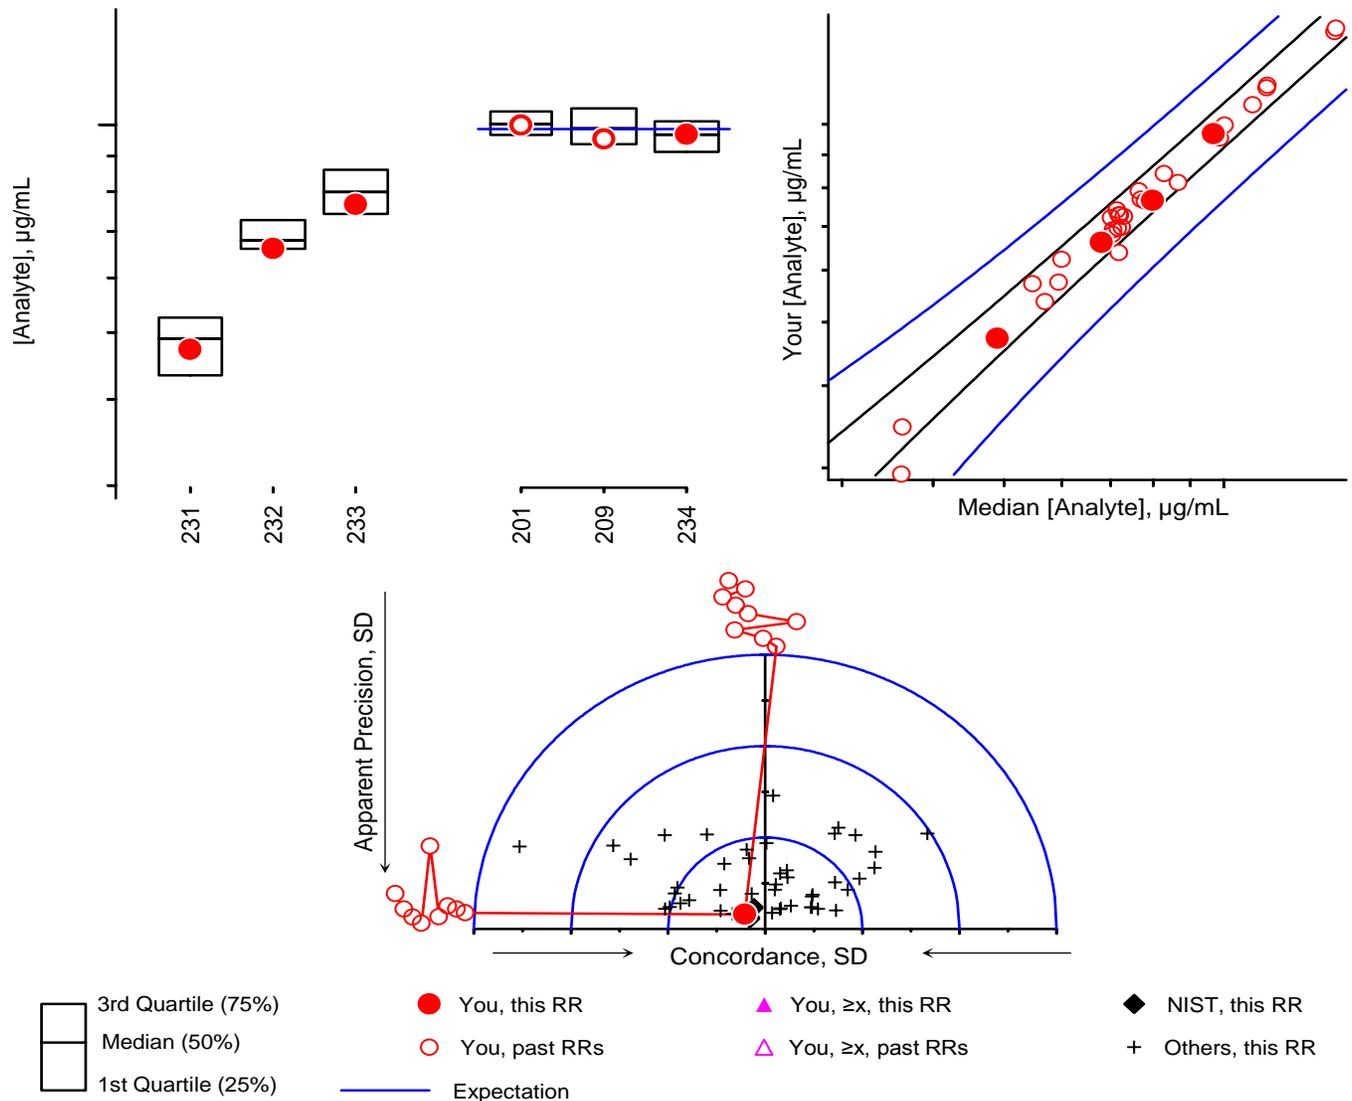 [Analyte], µg/mL
231
232
233
201
209
234
Your [Analyte], µg/mL
Median [Analyte], µg/mL
Apparent Precision, SD
Concordance, SD
3rd Quartile (75%)
Median (50%)
1st Quartile (25%)
You, this RR
You, past RRs
Expectation
You, ≥x, this RR
You, ≥x, past RRs
NIST, this RR
Others, this RR